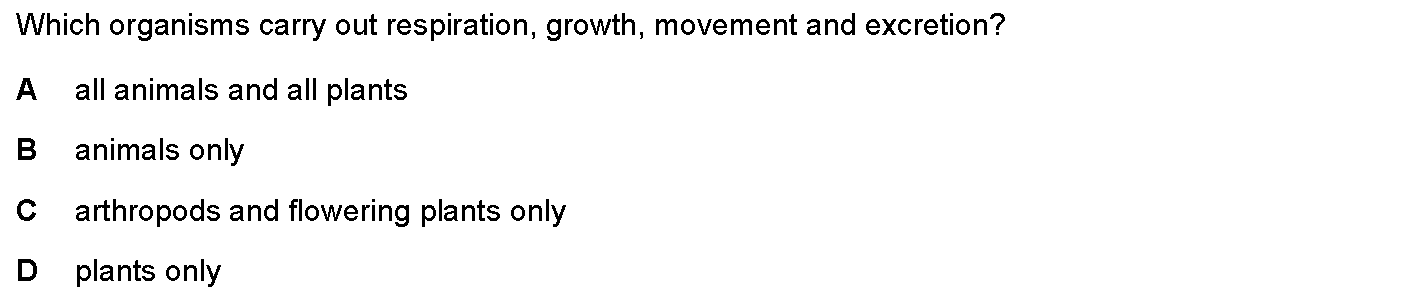 Which organisms carry out respiration, growth, movement and excretion?
A all animals and all plants
B animals only
C arthropods and flowering plants only
D plants only